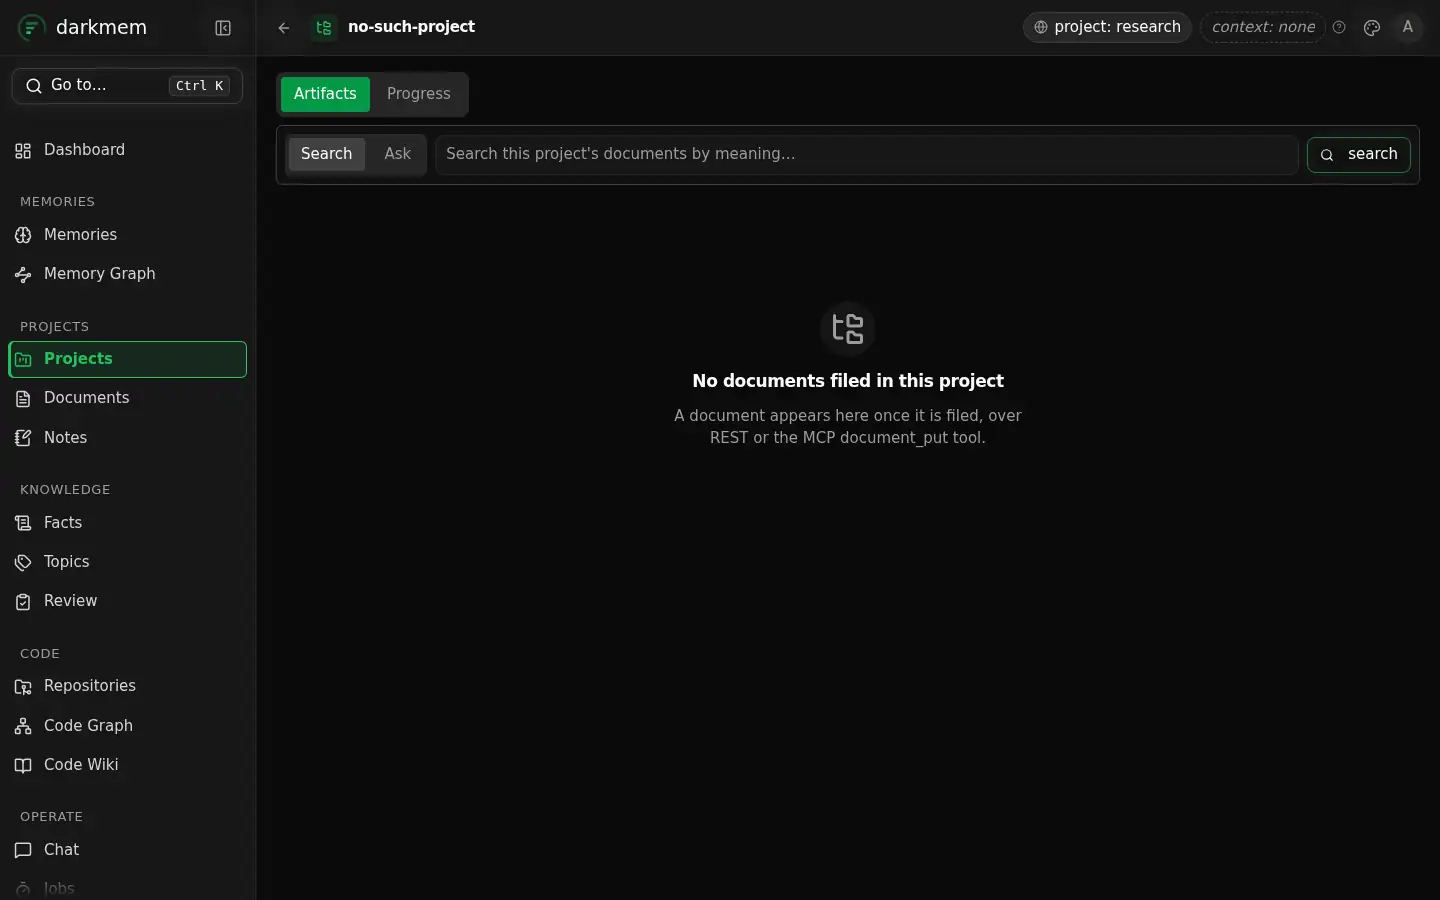 darkmem
no-such-project
project: research
context: none
A
Go to...
Ctrl K
Artifacts
Progress
Search
Ask
Search this project's documents by meaning...
search
Dashboard
MEMORIES
Memories
Memory Graph
PROJECTS
Projects
Documents
Notes
KNOWLEDGE
Facts
Topics
Review
CODE
Repositories
Code Graph
Code Wiki
OPERATE
Chat
Jobs
No documents filed in this project
A document appears here once it is filed, over
REST or the MCP document_put tool.